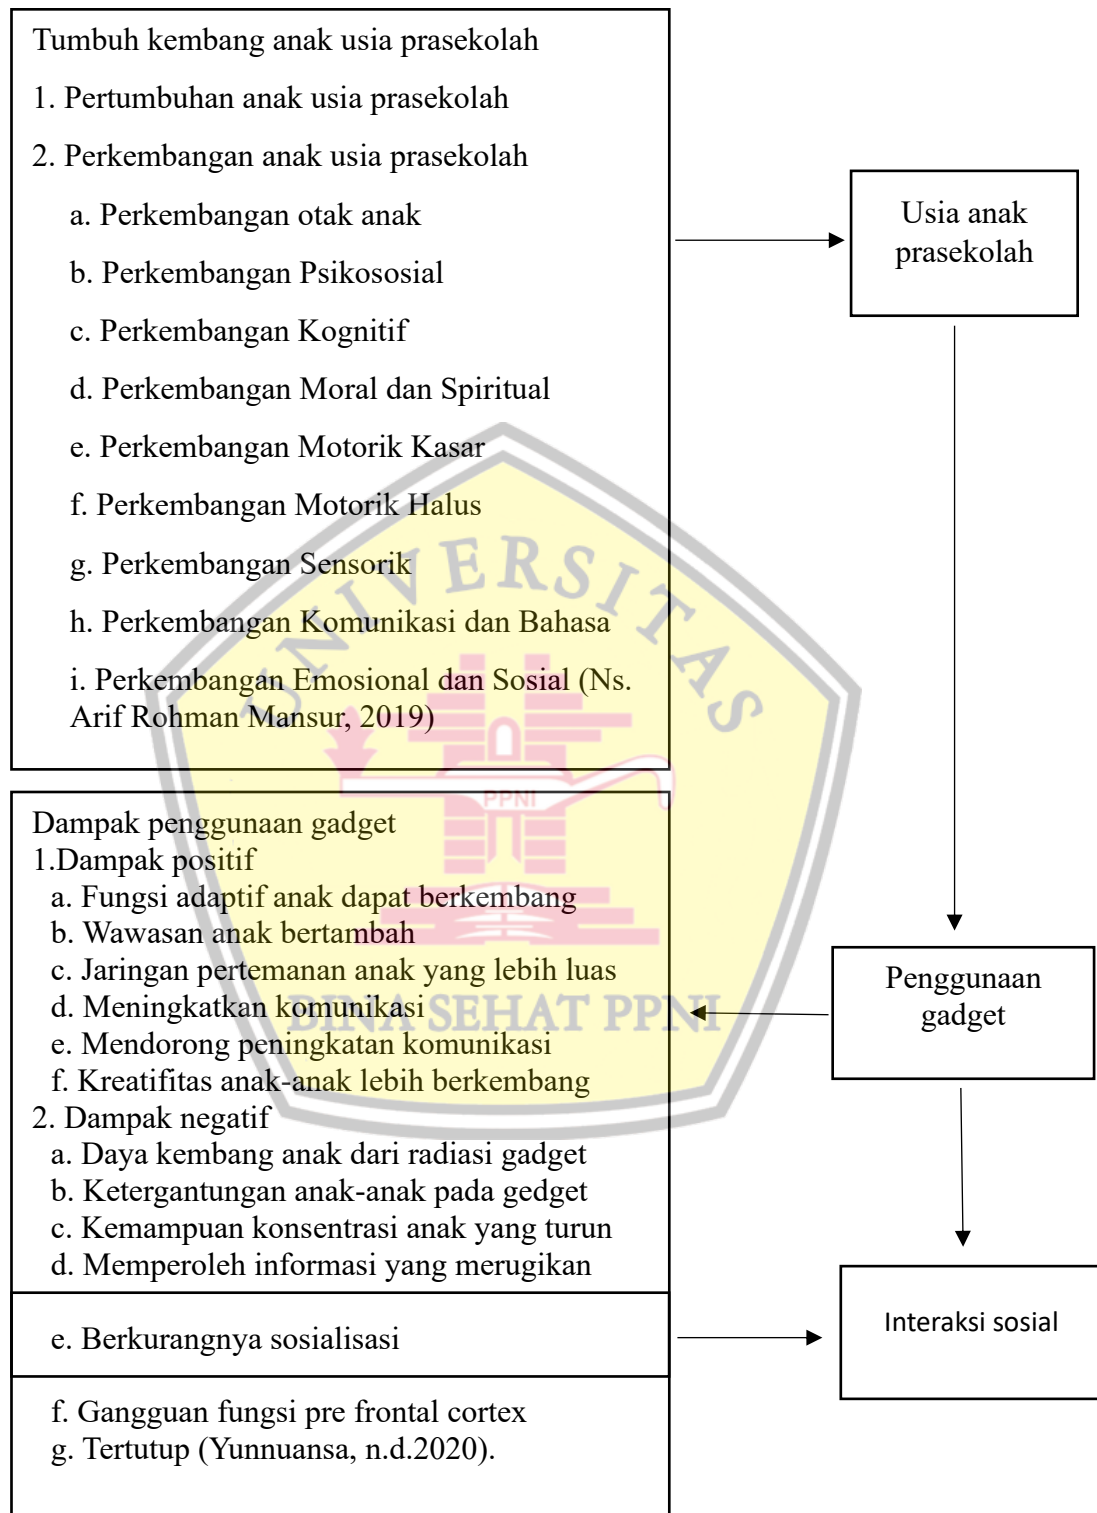 Tumbuh kembang anak usia prasekolah
1. Pertumbuhan anak usia prasekolah
2. Perkembangan anak usia prasekolah
a. Perkembangan otak anak
b. Perkembangan Psikososial
c. Perkembangan Kognitif
d. Perkembangan Moral dan Spiritual
e. Perkembangan Motorik Kasar
f. Perkembangan Motorik Halus
g. Perkembangan Sensorik
h. Perkembangan Komunikasi dan Bahasa
i. Perkembangan Emosional dan Sosial (Ns.
Arif Rohman Mansur, 2019)
Usia anak
prasekolah
Dampak penggunaan gadget
1.Dampak positif
a. Fungsi adaptif anak dapat berkembang
b. Wawasan anak bertambah
c. Jaringan pertemanan anak yang lebih luas
d. Meningkatkan komunikasi
e. Mendorong peningkatan komunikasi
f. Kreatifitas anak-anak lebih berkembang
2. Dampak negatif
a. Daya kembang anak dari radiasi gadget
b. Ketergantungan anak-anak pada gedget
c. Kemampuan konsentrasi anak yang turun
d. Memperoleh informasi yang merugikan
e. Berkurangnya sosialisasi
f. Gangguan fungsi pre frontal cortex
g. Tertutup (Yunnuansa, n.d.2020).
Penggunaan
gadget
Interaksi sosial
UNIVERSITAS
PPNI
BINA SEHAT PPNI